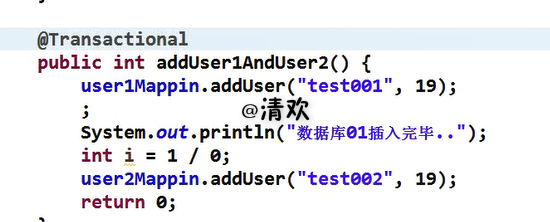 @Transactional
public int addUser1AndUser2() {
user1Mappin.addUser("test001", 19);
;
@清欢
System.out.println("数据库01插入完毕..");
int i = 1 / 0;
user2Mappin.addUser("test002", 19);
return 0;